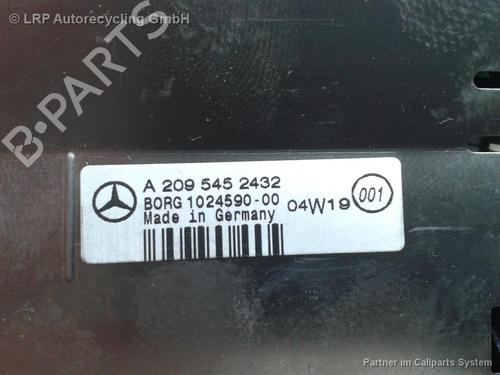 © LRP Autorecycling GmbH
B-PARTS
A 209 545 2432
BORG 1024590-00
04W19
001
Made in Germany
Partner im Callparts System